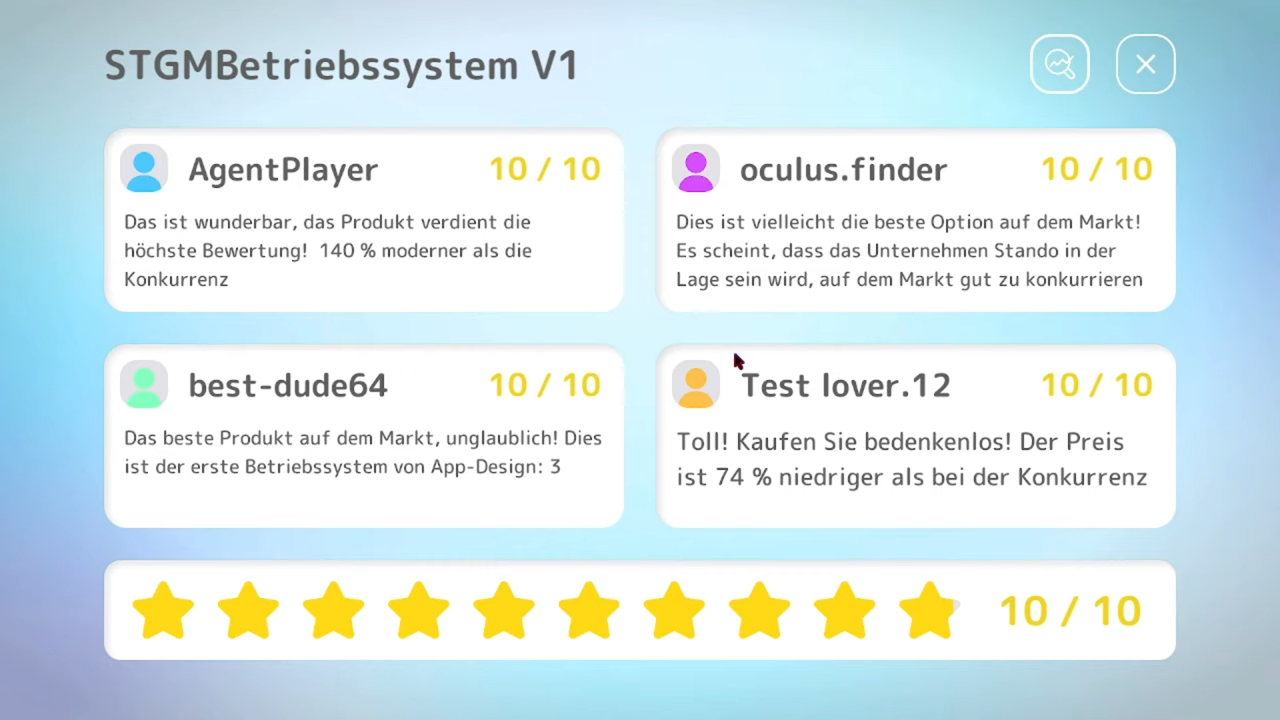 STGMBetriebssystem V1
AgentPlayer
10 / 10
Das ist wunderbar, das Produkt verdient die
höchste Bewertung!  140 % moderner als die
Konkurrenz
oculus.finder
10 / 10
Dies ist vielleicht die beste Option auf dem Markt!
Es scheint, dass das Unternehmen Stando in der
Lage sein wird, auf dem Markt gut zu konkurrieren
best-dude64
10 / 10
Das beste Produkt auf dem Markt, unglaublich! Dies
ist der erste Betriebssystem von App-Design: 3
Test lover.12
10 / 10
Toll! Kaufen Sie bedenkenlos! Der Preis
ist 74 % niedriger als bei der Konkurrenz
10 / 10